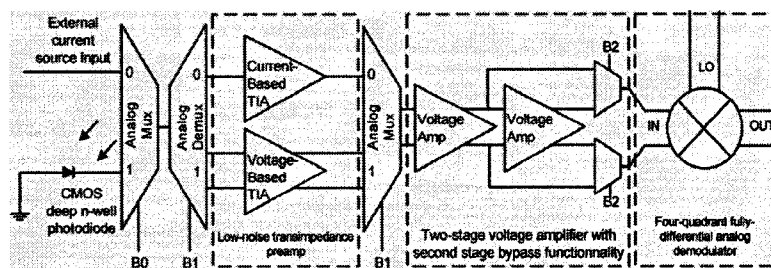 External
current
source input
0
1
Analog
Mux
CMOS
deep n-well
photodiode
B0
Analog
Demux
0
1
B1
Current-
Based
TIA
Voltage-
Based
TIA
Low-noise transimpedance
preamp
0
1
Analog
Mux
B1
Voltage
Amp
Voltage
Amp
B2
B2
Two-stage voltage amplifier with
second stage bypass functionnality
LO
IN
OUT
Four-quadrant fully-
differential analog
demodulator